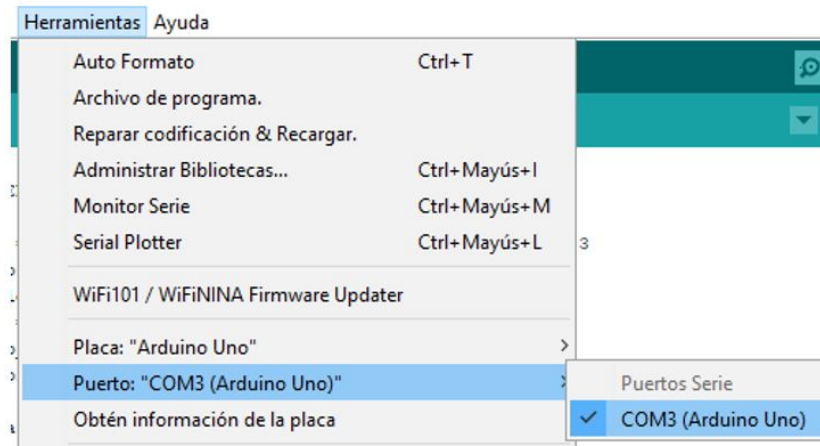 Herramientas Ayuda
Auto Formato Ctrl+T
Archivo de programa.
Reparar codificación & Recargar.
Administrar Bibliotecas... Ctrl+Mayús+I
Monitor Serie Ctrl+Mayús+M
Serial Plotter Ctrl+Mayús+L
3
WiFi101 / WiFiNINA Firmware Updater
Placa: "Arduino Uno"
Puerto: "COM3 (Arduino Uno)"
Puertos Serie
Obtén información de la placa
COM3 (Arduino Uno)